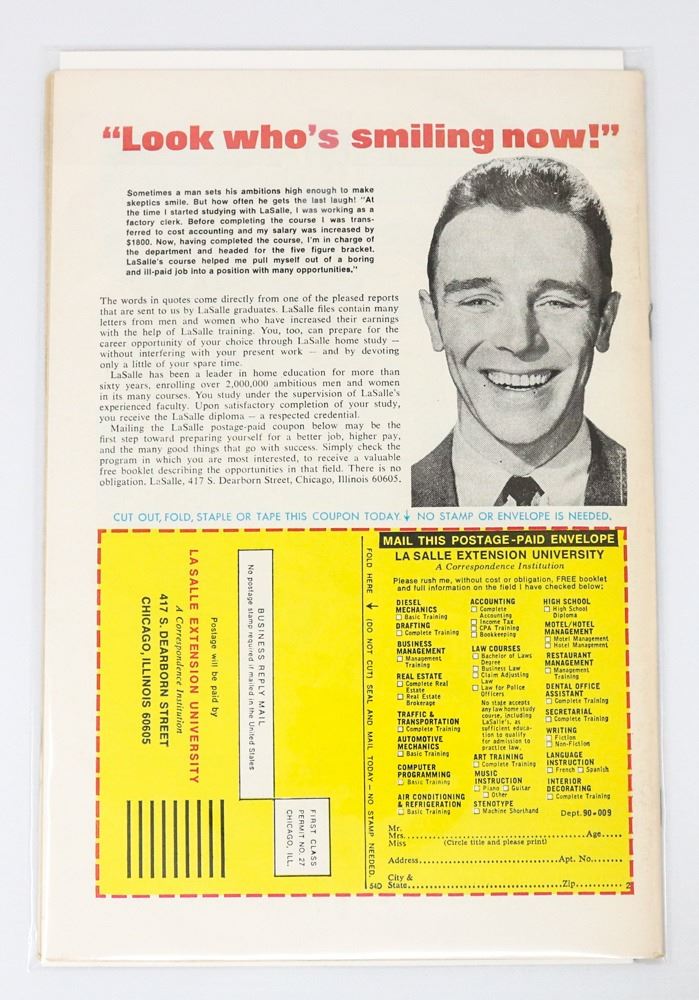 "Look who's smiling now!"
Sometimes a man sets his ambitions high enough to make
skeptics smile. But how often he gets the last laugh! "At
the time I started studying with LaSalle, I was working as a
factory clerk. Before completing the course I was trans-
ferred to cost accounting and my salary was increased by
$1800. Now, having completed the course, I'm in charge of
the department and headed for the five figure bracket.
LaSalle's course helped me pull myself out of a boring
and ill-paid job into a position with many opportunities."
The words in quotes come directly from one of the pleased reports
that are sent to us by LaSalle graduates. LaSalle files contain many
letters from men and women who have increased their earnings
with the help of LaSalle training. You, too, can prepare for the
career opportunity of your choice through LaSalle home study —
without interfering with your present work — and by devoting
only a little of your spare time.
LaSalle has been a leader in home education for more than
sixty years, enrolling over 2,000,000 ambitious men and women
in its many courses. You study under the supervision of LaSalle's
experienced faculty. Upon satisfactory completion of your study,
you receive the LaSalle diploma — a respected credential.
Mailing the LaSalle postage-paid coupon below may be the
first step toward preparing yourself for a better job, higher pay,
and the many good things that go with success. Simply check the
program in which you are most interested, to receive a valuable
free booklet describing the opportunities in that field. There is no
obligation. LaSalle, 417 S. Dearborn Street, Chicago, Illinois 60605.
CUT OUT, FOLD, STAPLE OR TAPE THIS COUPON TODAY ↓ NO STAMP OR ENVELOPE IS NEEDED.
BUSINESS REPLY MAIL
No postage stamp required if mailed in the United States
FIRST CLASS
PERMIT NO. 27
CHICAGO, ILL.
Postage will be paid by
LA SALLE EXTENSION UNIVERSITY
A Correspondence Institution
417 S. DEARBORN STREET
CHICAGO, ILLINOIS 60605
FOLD HERE → (DO NOT CUT) SEAL AND MAIL TODAY — NO STAMP NEEDED.
54D
MAIL THIS POSTAGE-PAID ENVELOPE
LA SALLE EXTENSION UNIVERSITY
A Correspondence Institution
Please rush me, without cost or obligation, FREE booklet
and full information on the field I have checked below:
DIESEL
MECHANICS
☐ Basic Training
DRAFTING
☐ Complete Training
BUSINESS
MANAGEMENT
☐ Management
Training
REAL ESTATE
☐ Complete Real
Estate
☐ Real Estate
Brokerage
TRAFFIC &
TRANSPORTATION
☐ Complete Training
AUTOMOTIVE
MECHANICS
☐ Basic Training
COMPUTER
PROGRAMMING
☐ Basic Training
AIR CONDITIONING
& REFRIGERATION
☐ Basic Training
ACCOUNTING
☐ Complete
Accounting
☐ Income Tax
☐ CPA Training
☐ Bookkeeping
LAW COURSES
☐ Bachelor of Laws
Degree
☐ Business Law
☐ Claim Adjusting
Law
☐ Law for Police
Officers
No state accepts
any law home study
course, including
LaSalle's, as
sufficient educa-
tion to qualify
for admission to
practice law.
ART TRAINING
☐ Complete Training
MUSIC
INSTRUCTION
☐ Piano ☐ Guitar
☐ Other
STENOTYPE
☐ Machine Shorthand
HIGH SCHOOL
☐ High School
Diploma
MOTEL/HOTEL
MANAGEMENT
☐ Motel Management
☐ Hotel Management
RESTAURANT
MANAGEMENT
☐ Management
Training
DENTAL OFFICE
ASSISTANT
☐ Complete Training
SECRETARIAL
☐ Complete Training
WRITING
☐ Fiction
☐ Non-Fiction
LANGUAGE
INSTRUCTION
☐ French ☐ Spanish
INTERIOR
DECORATING
☐ Complete Training
Dept. 90-009
Mr.
Mrs. Age
Miss (Circle title and please print)
Address Apt. No.
City &
State Zip 2